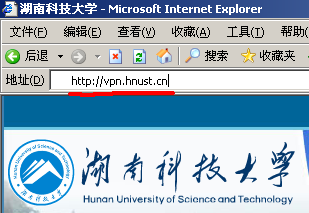 湖南科技大学 - Microsoft Internet Explorer
文件(F) 编辑(E) 查看(V) 收藏(A) 工具(T)
后退 搜索 收藏夹
地址(D) http://vpn.hnust.cn
湖南科技大学
Hunan University of Science and Technology